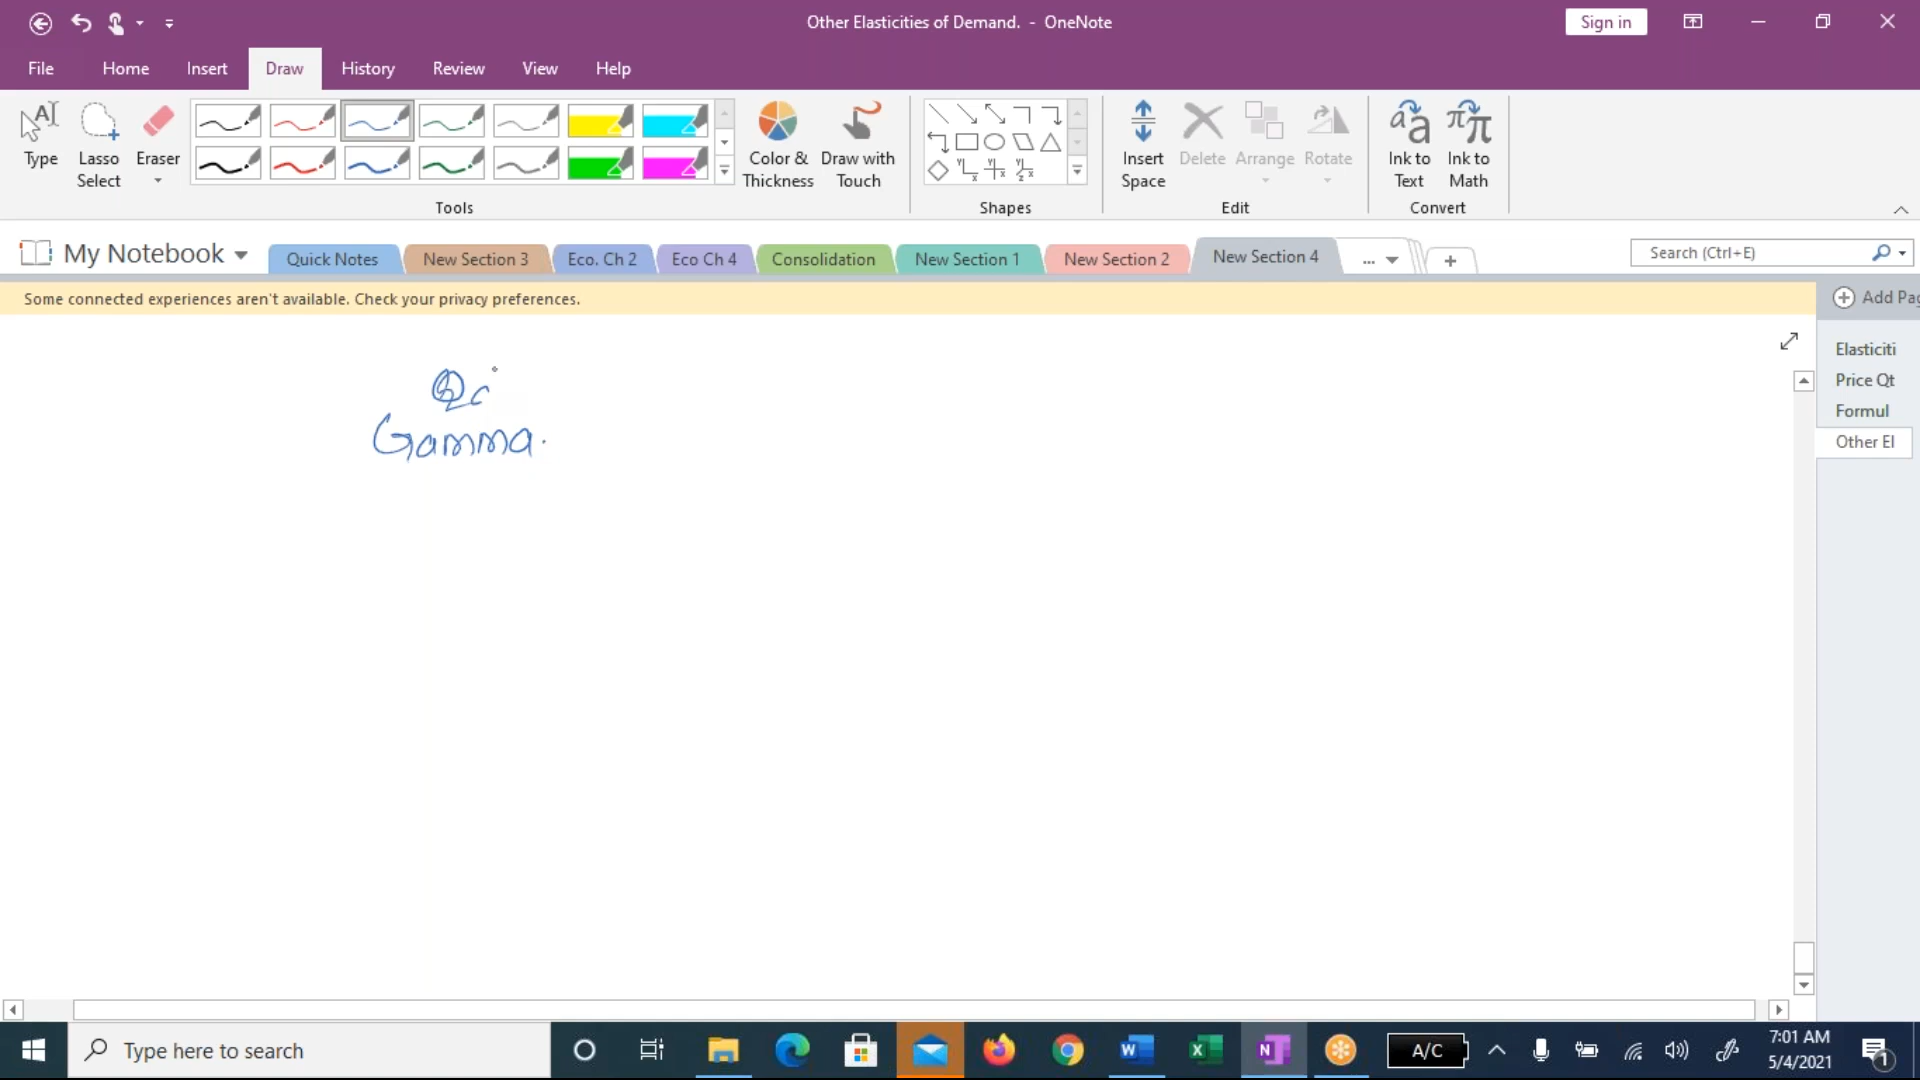 Other Elasticities of Demand. - OneNote
Sign in
File Home Insert Draw History Review View Help
Type
Lasso Select
Eraser
Color & Thickness
Draw with Touch
Insert Space
Delete
Arrange
Rotate
Ink to Text
Ink to Math
Tools
Shapes
Edit
Convert
My Notebook
Quick Notes
New Section 3
Eco. Ch 2
Eco Ch 4
Consolidation
New Section 1
New Section 2
New Section 4
...
Search (Ctrl+E)
Some connected experiences aren't available. Check your privacy preferences.
Add Pag
Elasticiti
Price Qt
Formul
Other El
Gamma.
Type here to search
A/C
7:01 AM
5/4/2021
1